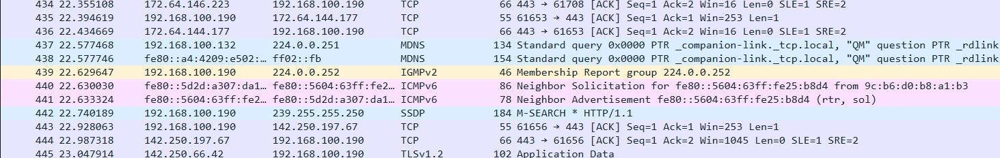 434 22.355108 172.64.146.223 192.168.100.190 TCP 66 443 → 61708 [ACK] Seq=1 Ack=2 Win=16 Len=0 SLE=1 SRE=2
435 22.394619 192.168.100.190 172.64.144.177 TCP 55 61653 → 443 [ACK] Seq=1 Ack=1 Win=253 Len=1
436 22.434669 172.64.144.177 192.168.100.190 TCP 66 443 → 61653 [ACK] Seq=1 Ack=2 Win=16 Len=0 SLE=1 SRE=2
437 22.577468 192.168.100.132 224.0.0.251 MDNS 134 Standard query 0x0000 PTR _companion-link._tcp.local, "QM" question PTR _rdlink
438 22.577746 fe80::a4:4209:e502:… ff02::fb MDNS 154 Standard query 0x0000 PTR _companion-link._tcp.local, "QM" question PTR _rdlink
439 22.629647 192.168.100.190 224.0.0.252 IGMPv2 46 Membership Report group 224.0.0.252
440 22.630030 fe80::5d2d:a307:da1… fe80::5604:63ff:fe2… ICMPv6 86 Neighbor Solicitation for fe80::5604:63ff:fe25:b8d4 from 9c:b6:d0:b8:a1:b3
441 22.633324 fe80::5604:63ff:fe2… fe80::5d2d:a307:da1… ICMPv6 78 Neighbor Advertisement fe80::5604:63ff:fe25:b8d4 (rtr, sol)
442 22.740189 192.168.100.190 239.255.255.250 SSDP 184 M-SEARCH * HTTP/1.1
443 22.928063 192.168.100.190 142.250.197.67 TCP 55 61656 → 443 [ACK] Seq=1 Ack=1 Win=253 Len=1
444 22.987318 142.250.197.67 192.168.100.190 TCP 66 443 → 61656 [ACK] Seq=1 Ack=2 Win=1045 Len=0 SLE=1 SRE=2
445 23.047914 142.250.66.42 192.168.100.190 TLSv1.2 102 Application Data